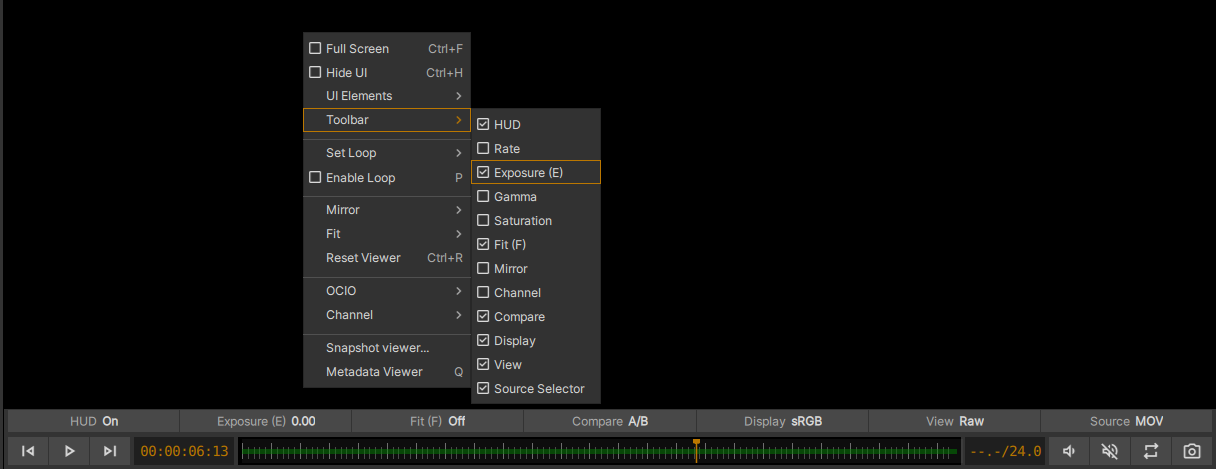 Full Screen Ctrl+F
Hide UI Ctrl+H
UI Elements
Toolbar
Set Loop
Enable Loop P
Mirror
Fit
Reset Viewer Ctrl+R
OCIO
Channel
Snapshot viewer...
Metadata Viewer Q
HUD
Rate
Exposure (E)
Gamma
Saturation
Fit (F)
Mirror
Channel
Compare
Display
View
Source Selector
HUD On Exposure (E) 0.00 Fit (F) Off Compare A/B Display sRGB View Raw Source MOV
00:00:06:13 --.-/24.0